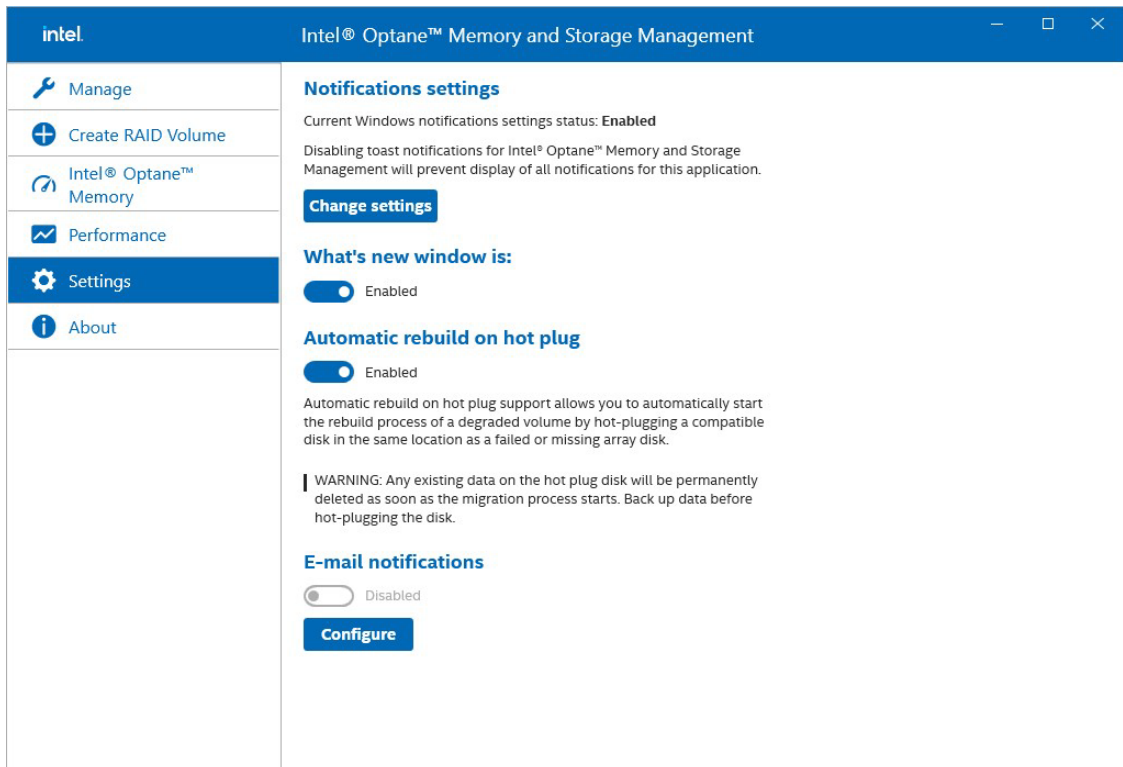 intel.
Intel® Optane™ Memory and Storage Management
Manage
Create RAID Volume
Intel® Optane™
Memory
Performance
Settings
About
Notifications settings
Current Windows notifications settings status: Enabled
Disabling toast notifications for Intel® Optane™ Memory and Storage
Management will prevent display of all notifications for this application.
Change settings
What's new window is:
Enabled
Automatic rebuild on hot plug
Enabled
Automatic rebuild on hot plug support allows you to automatically start
the rebuild process of a degraded volume by hot-plugging a compatible
disk in the same location as a failed or missing array disk.
WARNING: Any existing data on the hot plug disk will be permanently
deleted as soon as the migration process starts. Back up data before
hot-plugging the disk.
E-mail notifications
Disabled
Configure